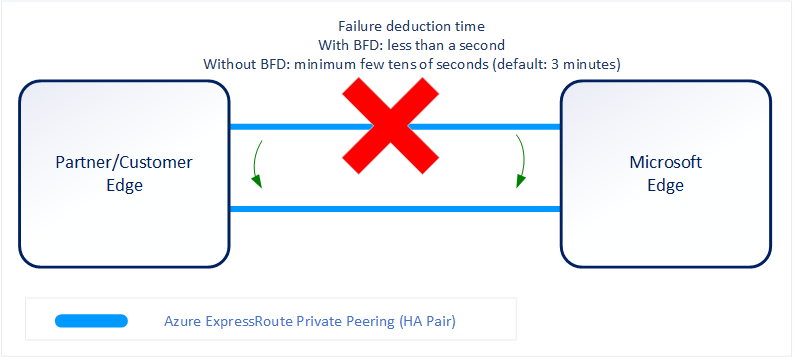 Failure deduction time
With BFD: less than a second
Without BFD: minimum few tens of seconds (default: 3 minutes)
Partner/Customer
Edge
Microsoft
Edge
Azure ExpressRoute Private Peering (HA Pair)